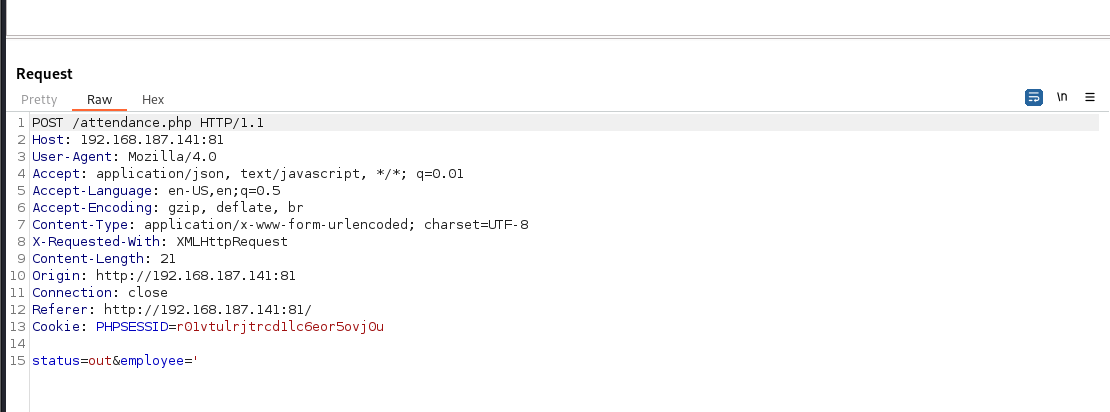 Request
Pretty Raw Hex \n
1 POST /attendance.php HTTP/1.1
2 Host: 192.168.187.141:81
3 User-Agent: Mozilla/4.0
4 Accept: application/json, text/javascript, */*; q=0.01
5 Accept-Language: en-US,en;q=0.5
6 Accept-Encoding: gzip, deflate, br
7 Content-Type: application/x-www-form-urlencoded; charset=UTF-8
8 X-Requested-With: XMLHttpRequest
9 Content-Length: 21
10 Origin: http://192.168.187.141:81
11 Connection: close
12 Referer: http://192.168.187.141:81/
13 Cookie: PHPSESSID=r01vtulrjtrcd1lc6eor5ovj0u
14
15 status=out&employee='